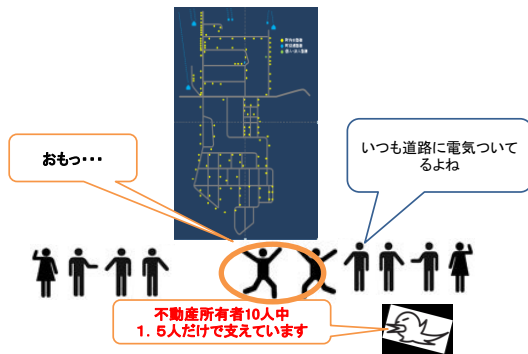 おもっ・・・
いつも道路に電気ついて
るよね
不動産所有者10人中
１．５人だけで支えています